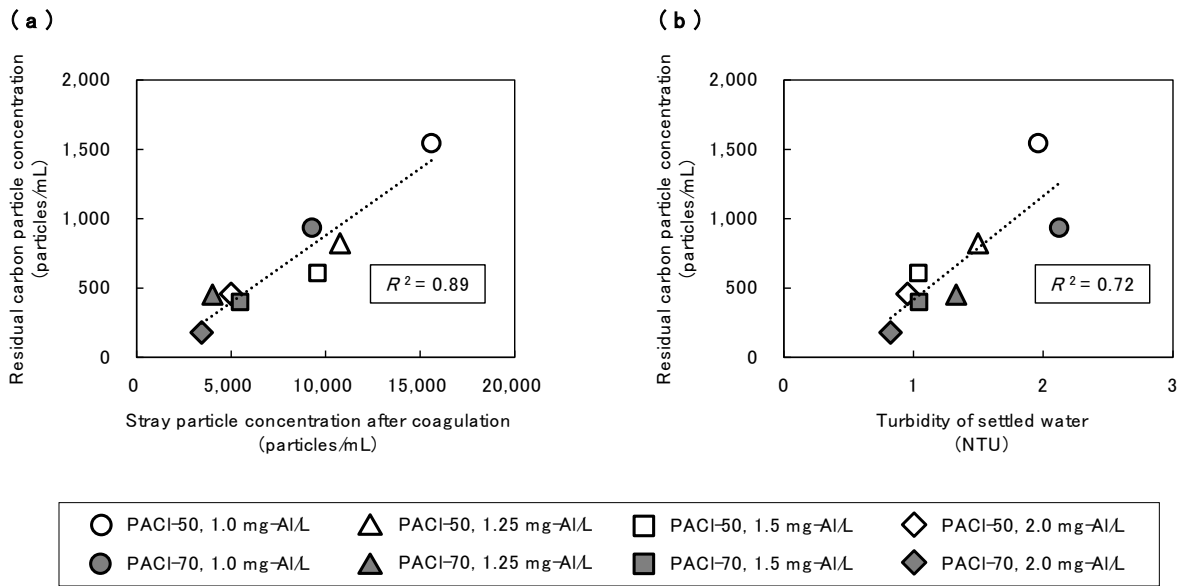 (a)
Residual carbon particle concentration
(particles/mL)
2,000
1,500
1,000
500
0
R² = 0.89
0 5,000 10,000 15,000 20,000
Stray particle concentration after coagulation
(particles/mL)
(b)
Residual carbon particle concentration
(particles/mL)
2,000
1,500
1,000
500
0
R² = 0.72
0 1 2 3
Turbidity of settled water
(NTU)
PACl-50, 1.0 mg-Al/L PACl-50, 1.25 mg-Al/L PACl-50, 1.5 mg-Al/L PACl-50, 2.0 mg-Al/L
PACl-70, 1.0 mg-Al/L PACl-70, 1.25 mg-Al/L PACl-70, 1.5 mg-Al/L PACl-70, 2.0 mg-Al/L